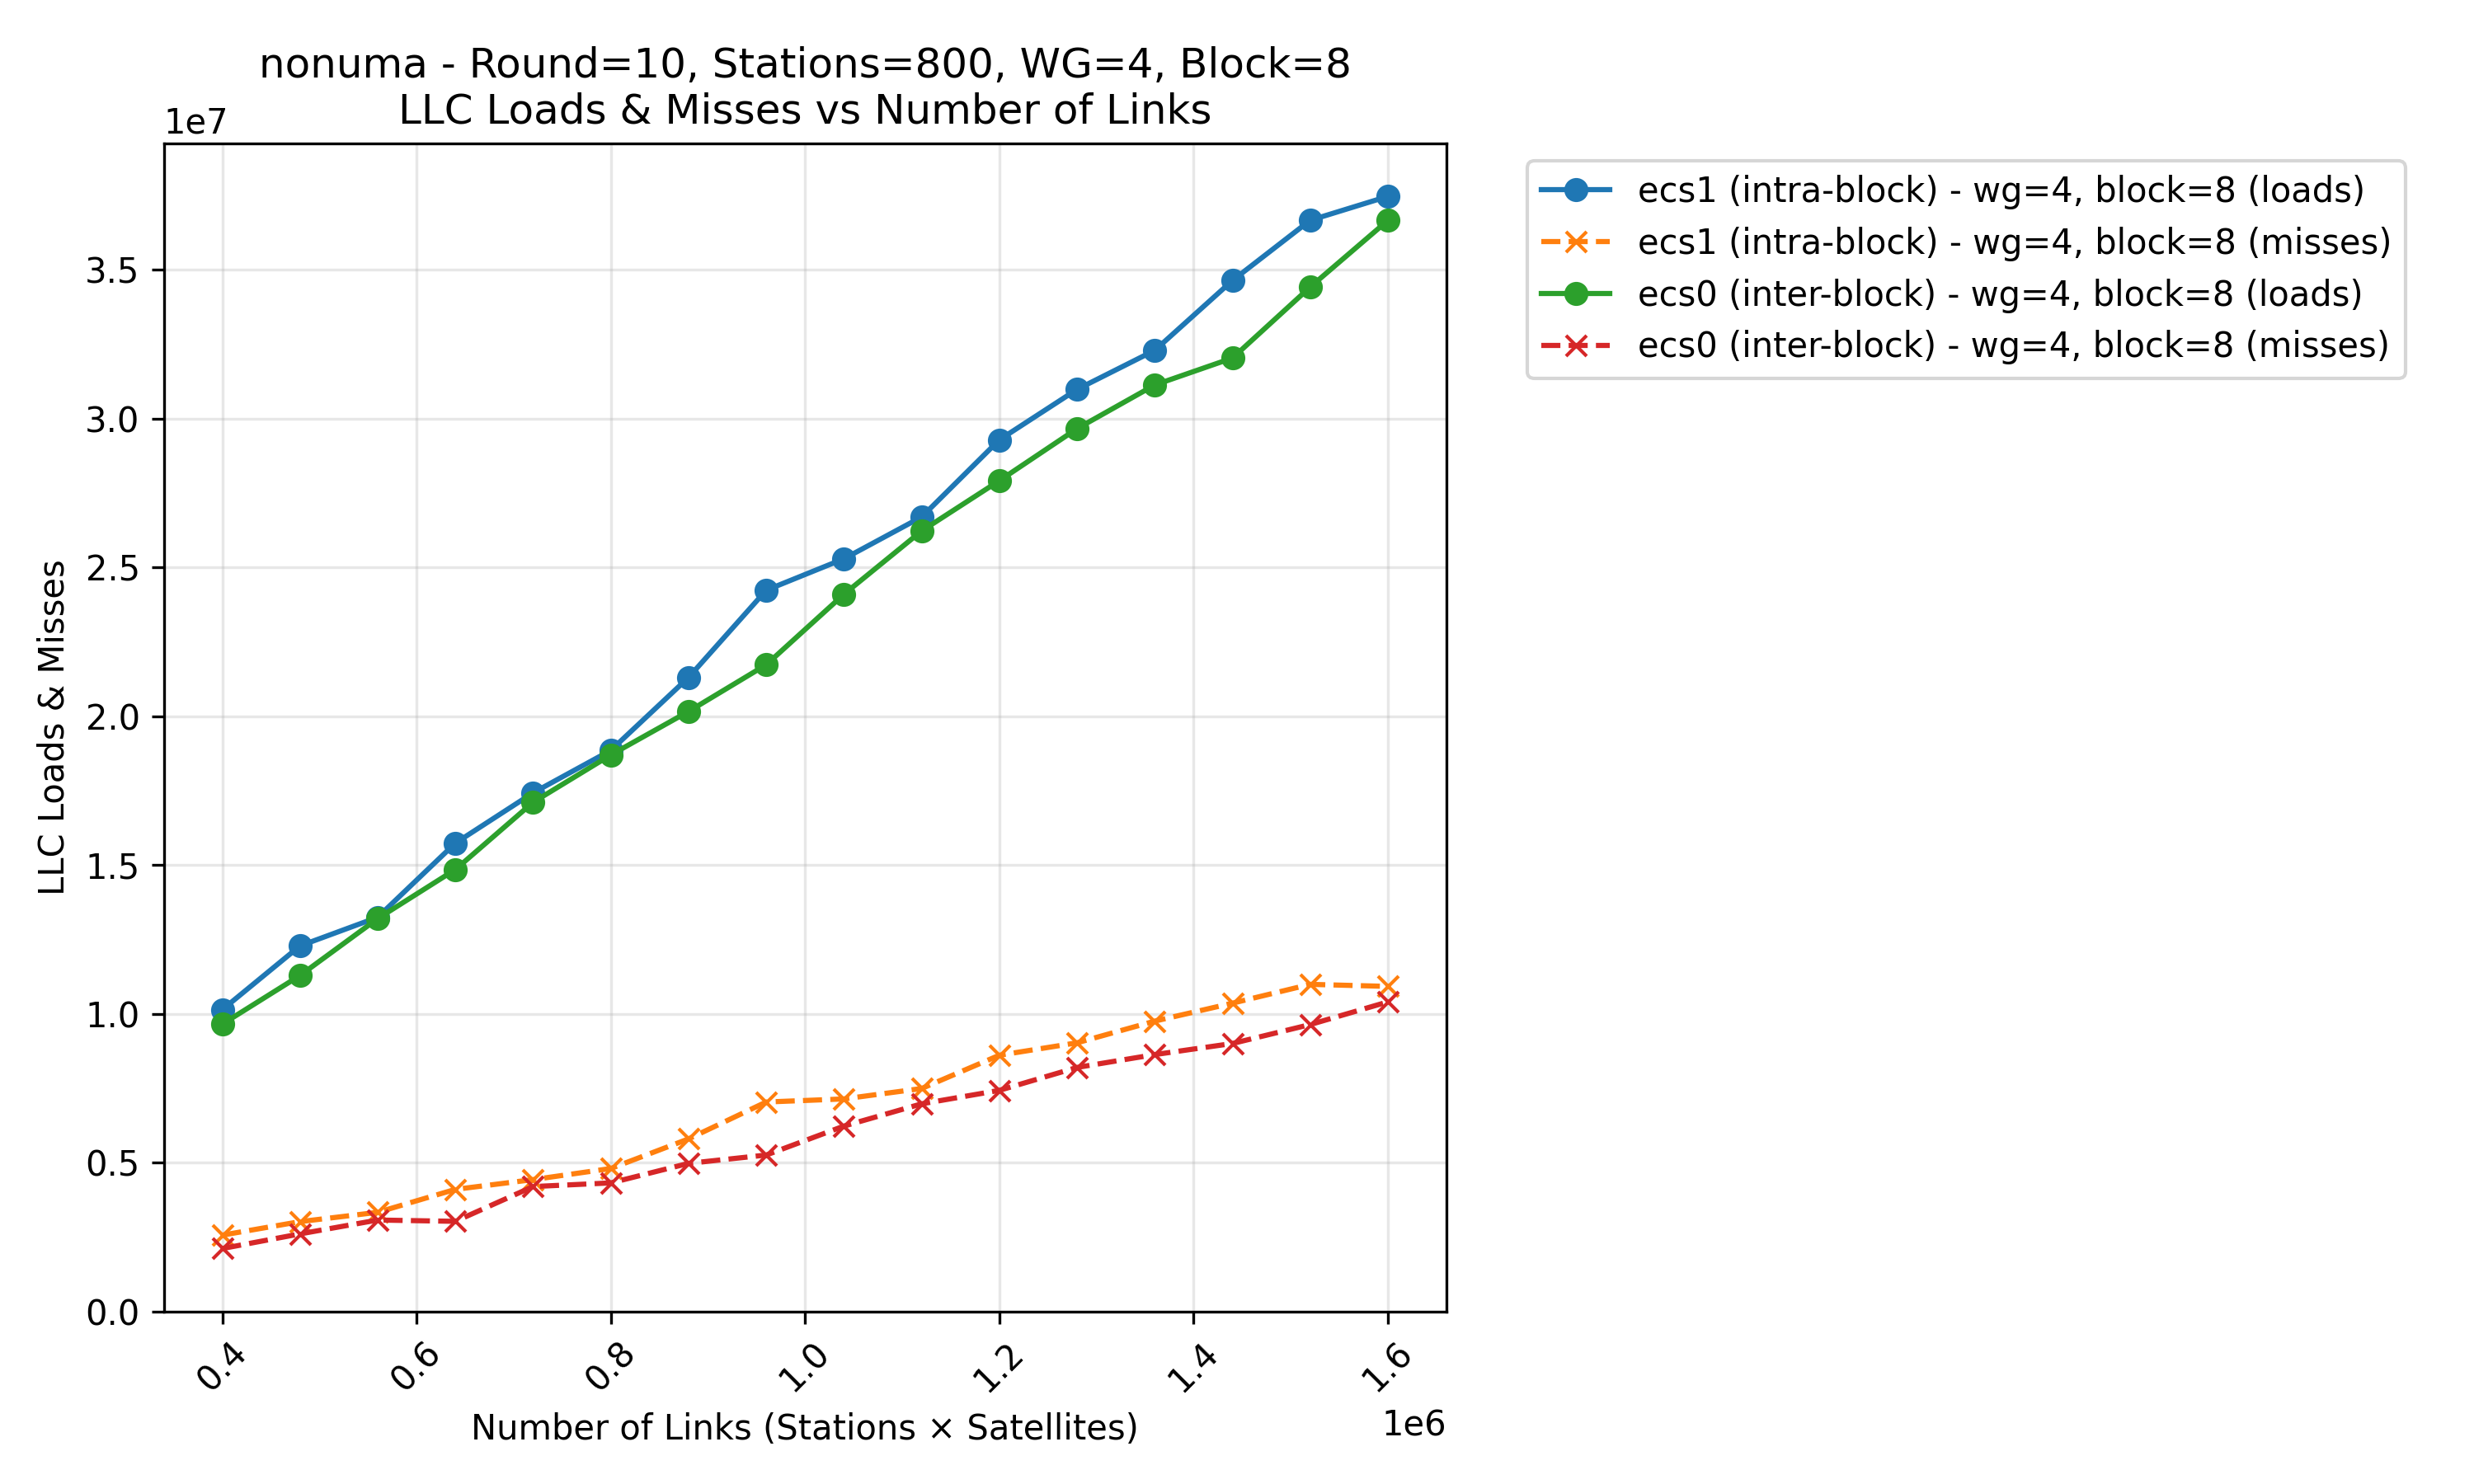 nonuma - Round=10, Stations=800, WG=4, Block=8
LLC Loads & Misses vs Number of Links
1e7
3.5
3.0
2.5
2.0
1.5
1.0
0.5
0.0
LLC Loads & Misses
0.4
0.6
0.8
1.0
1.2
1.4
1.6
1e6
Number of Links (Stations × Satellites)
ecs1 (intra-block) - wg=4, block=8 (loads)
ecs1 (intra-block) - wg=4, block=8 (misses)
ecs0 (inter-block) - wg=4, block=8 (loads)
ecs0 (inter-block) - wg=4, block=8 (misses)